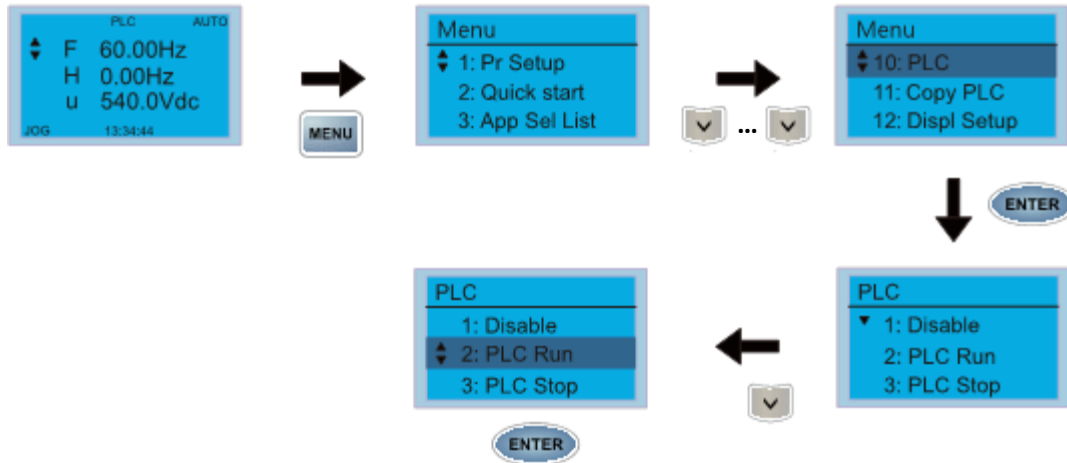 PLC AUTO
F 60.00Hz
H 0.00Hz
u 540.0Vdc
JOG 13:34:44
MENU
Menu
1: Pr Setup
2: Quick start
3: App Sel List
...
Menu
10: PLC
11: Copy PLC
12: Displ Setup
ENTER
PLC
1: Disable
2: PLC Run
3: PLC Stop
PLC
1: Disable
2: PLC Run
3: PLC Stop
ENTER